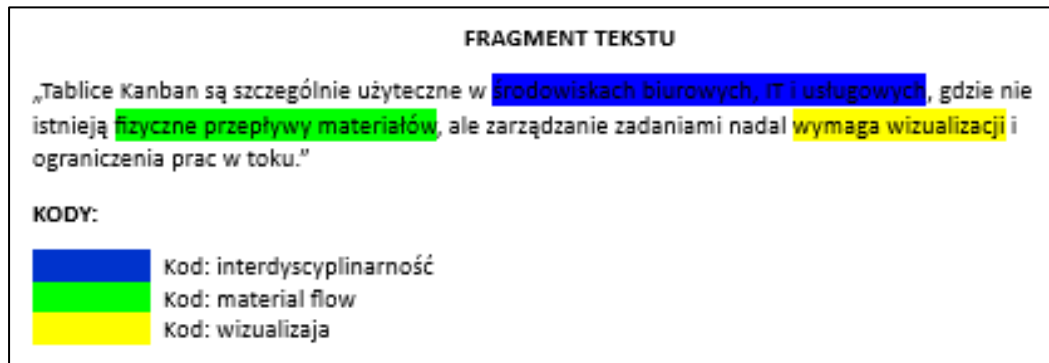 FRAGMENT TEKSTU
„Tablice Kanban są szczególnie użyteczne w środowiskach biurowych, IT i usługowych, gdzie nie
istnieją fizyczne przepływy materiałów, ale zarządzanie zadaniami nadal wymaga wizualizacji i
ograniczenia prac w toku.”
KODY:
Kod: interdyscyplinarność
Kod: material flow
Kod: wizualizaja